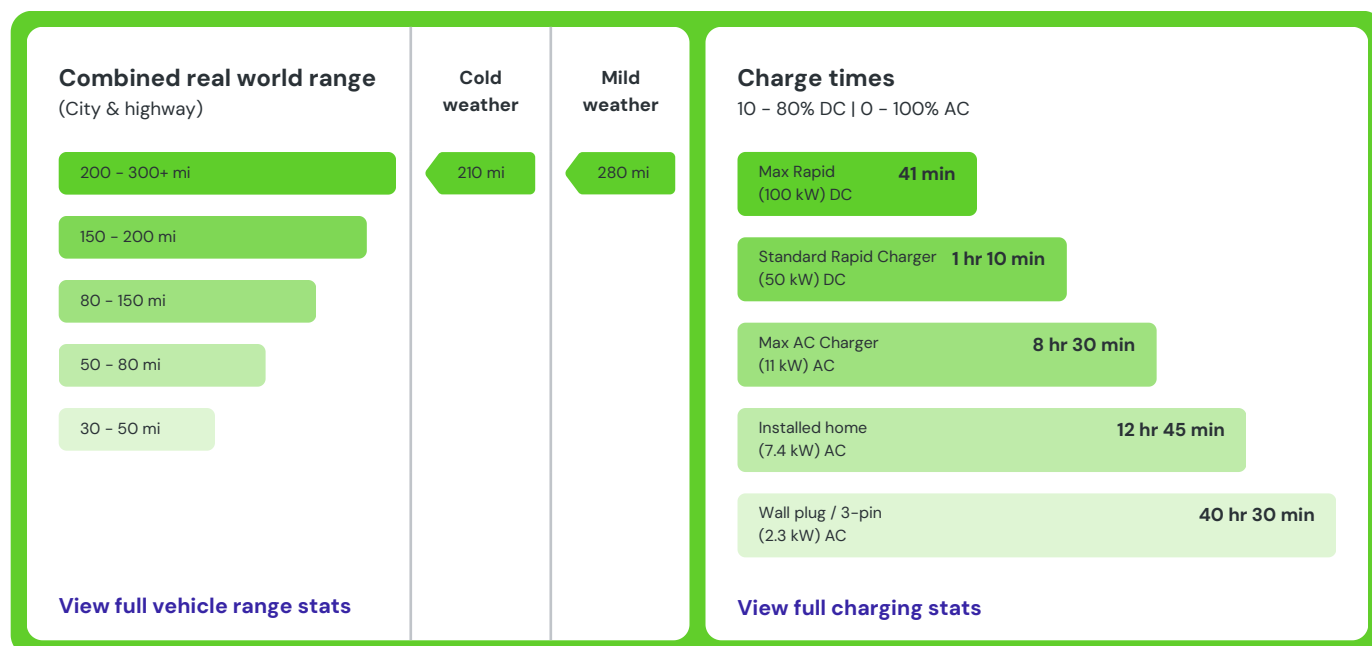 Combined real world range
(City & highway)
Cold
weather
Mild
weather
200 - 300+ mi
210 mi
280 mi
150 - 200 mi
80 - 150 mi
50 - 80 mi
30 - 50 mi
View full vehicle range stats
Charge times
10 - 80% DC | 0 - 100% AC
Max Rapid
(100 kW) DC
41 min
Standard Rapid Charger
(50 kW) DC
1 hr 10 min
Max AC Charger
(11 kW) AC
8 hr 30 min
Installed home
(7.4 kW) AC
12 hr 45 min
Wall plug / 3-pin
(2.3 kW) AC
40 hr 30 min
View full charging stats